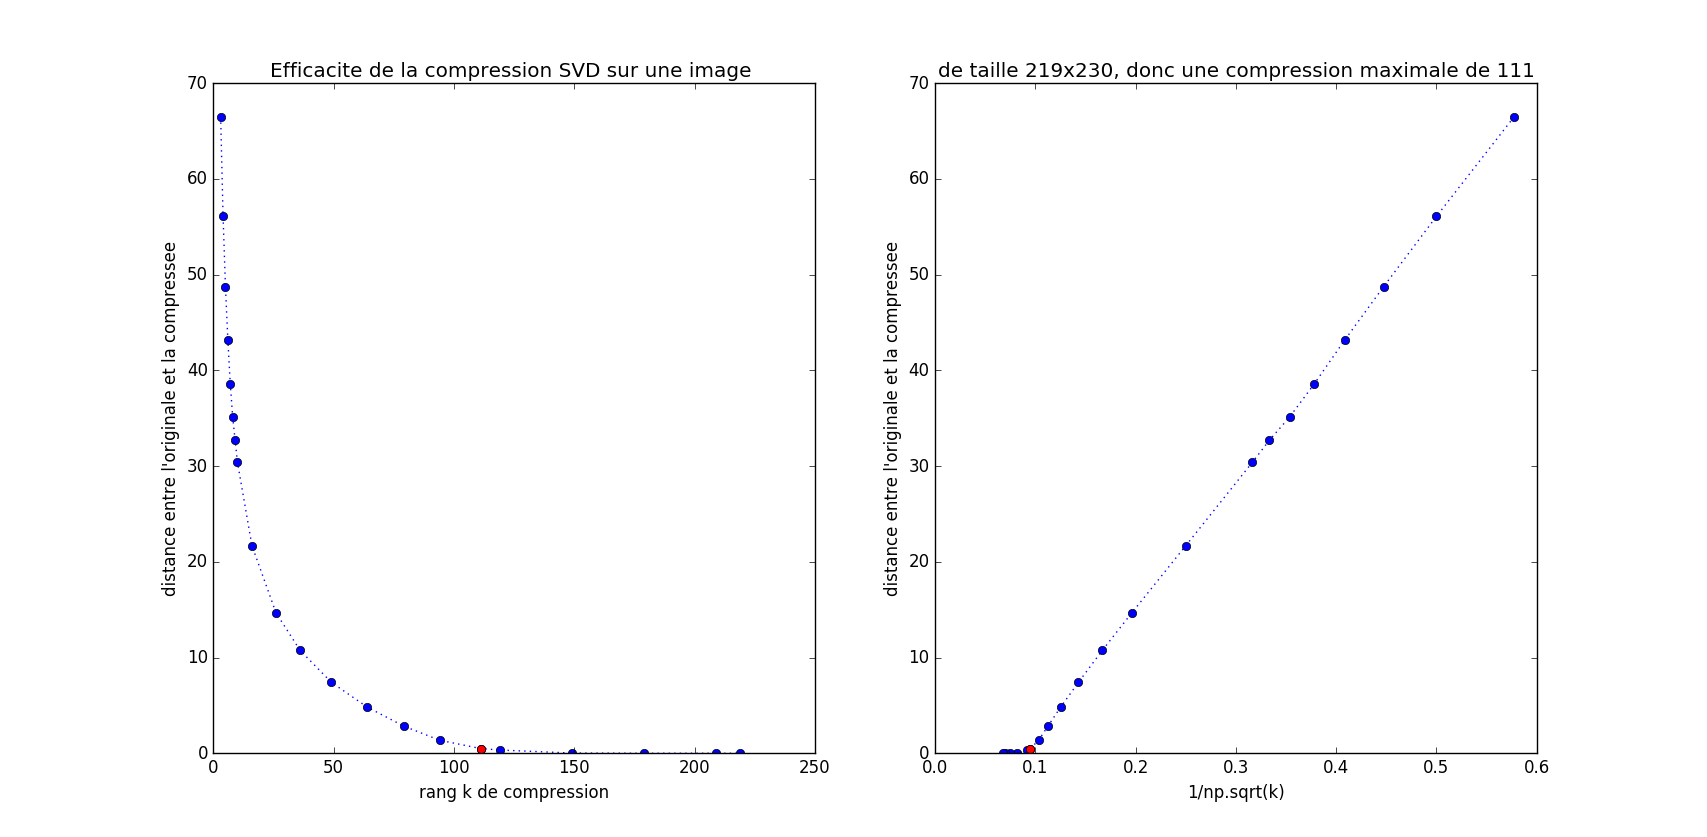 Efficacite de la compression SVD sur une image
70
60
50
40
30
20
10
0
distance entre l'originale et la compressee
0 50 100 150 200 250
rang k de compression
de taille 219x230, donc une compression maximale de 111
70
60
50
40
30
20
10
0
distance entre l'originale et la compressee
0.0 0.1 0.2 0.3 0.4 0.5 0.6
1/np.sqrt(k)